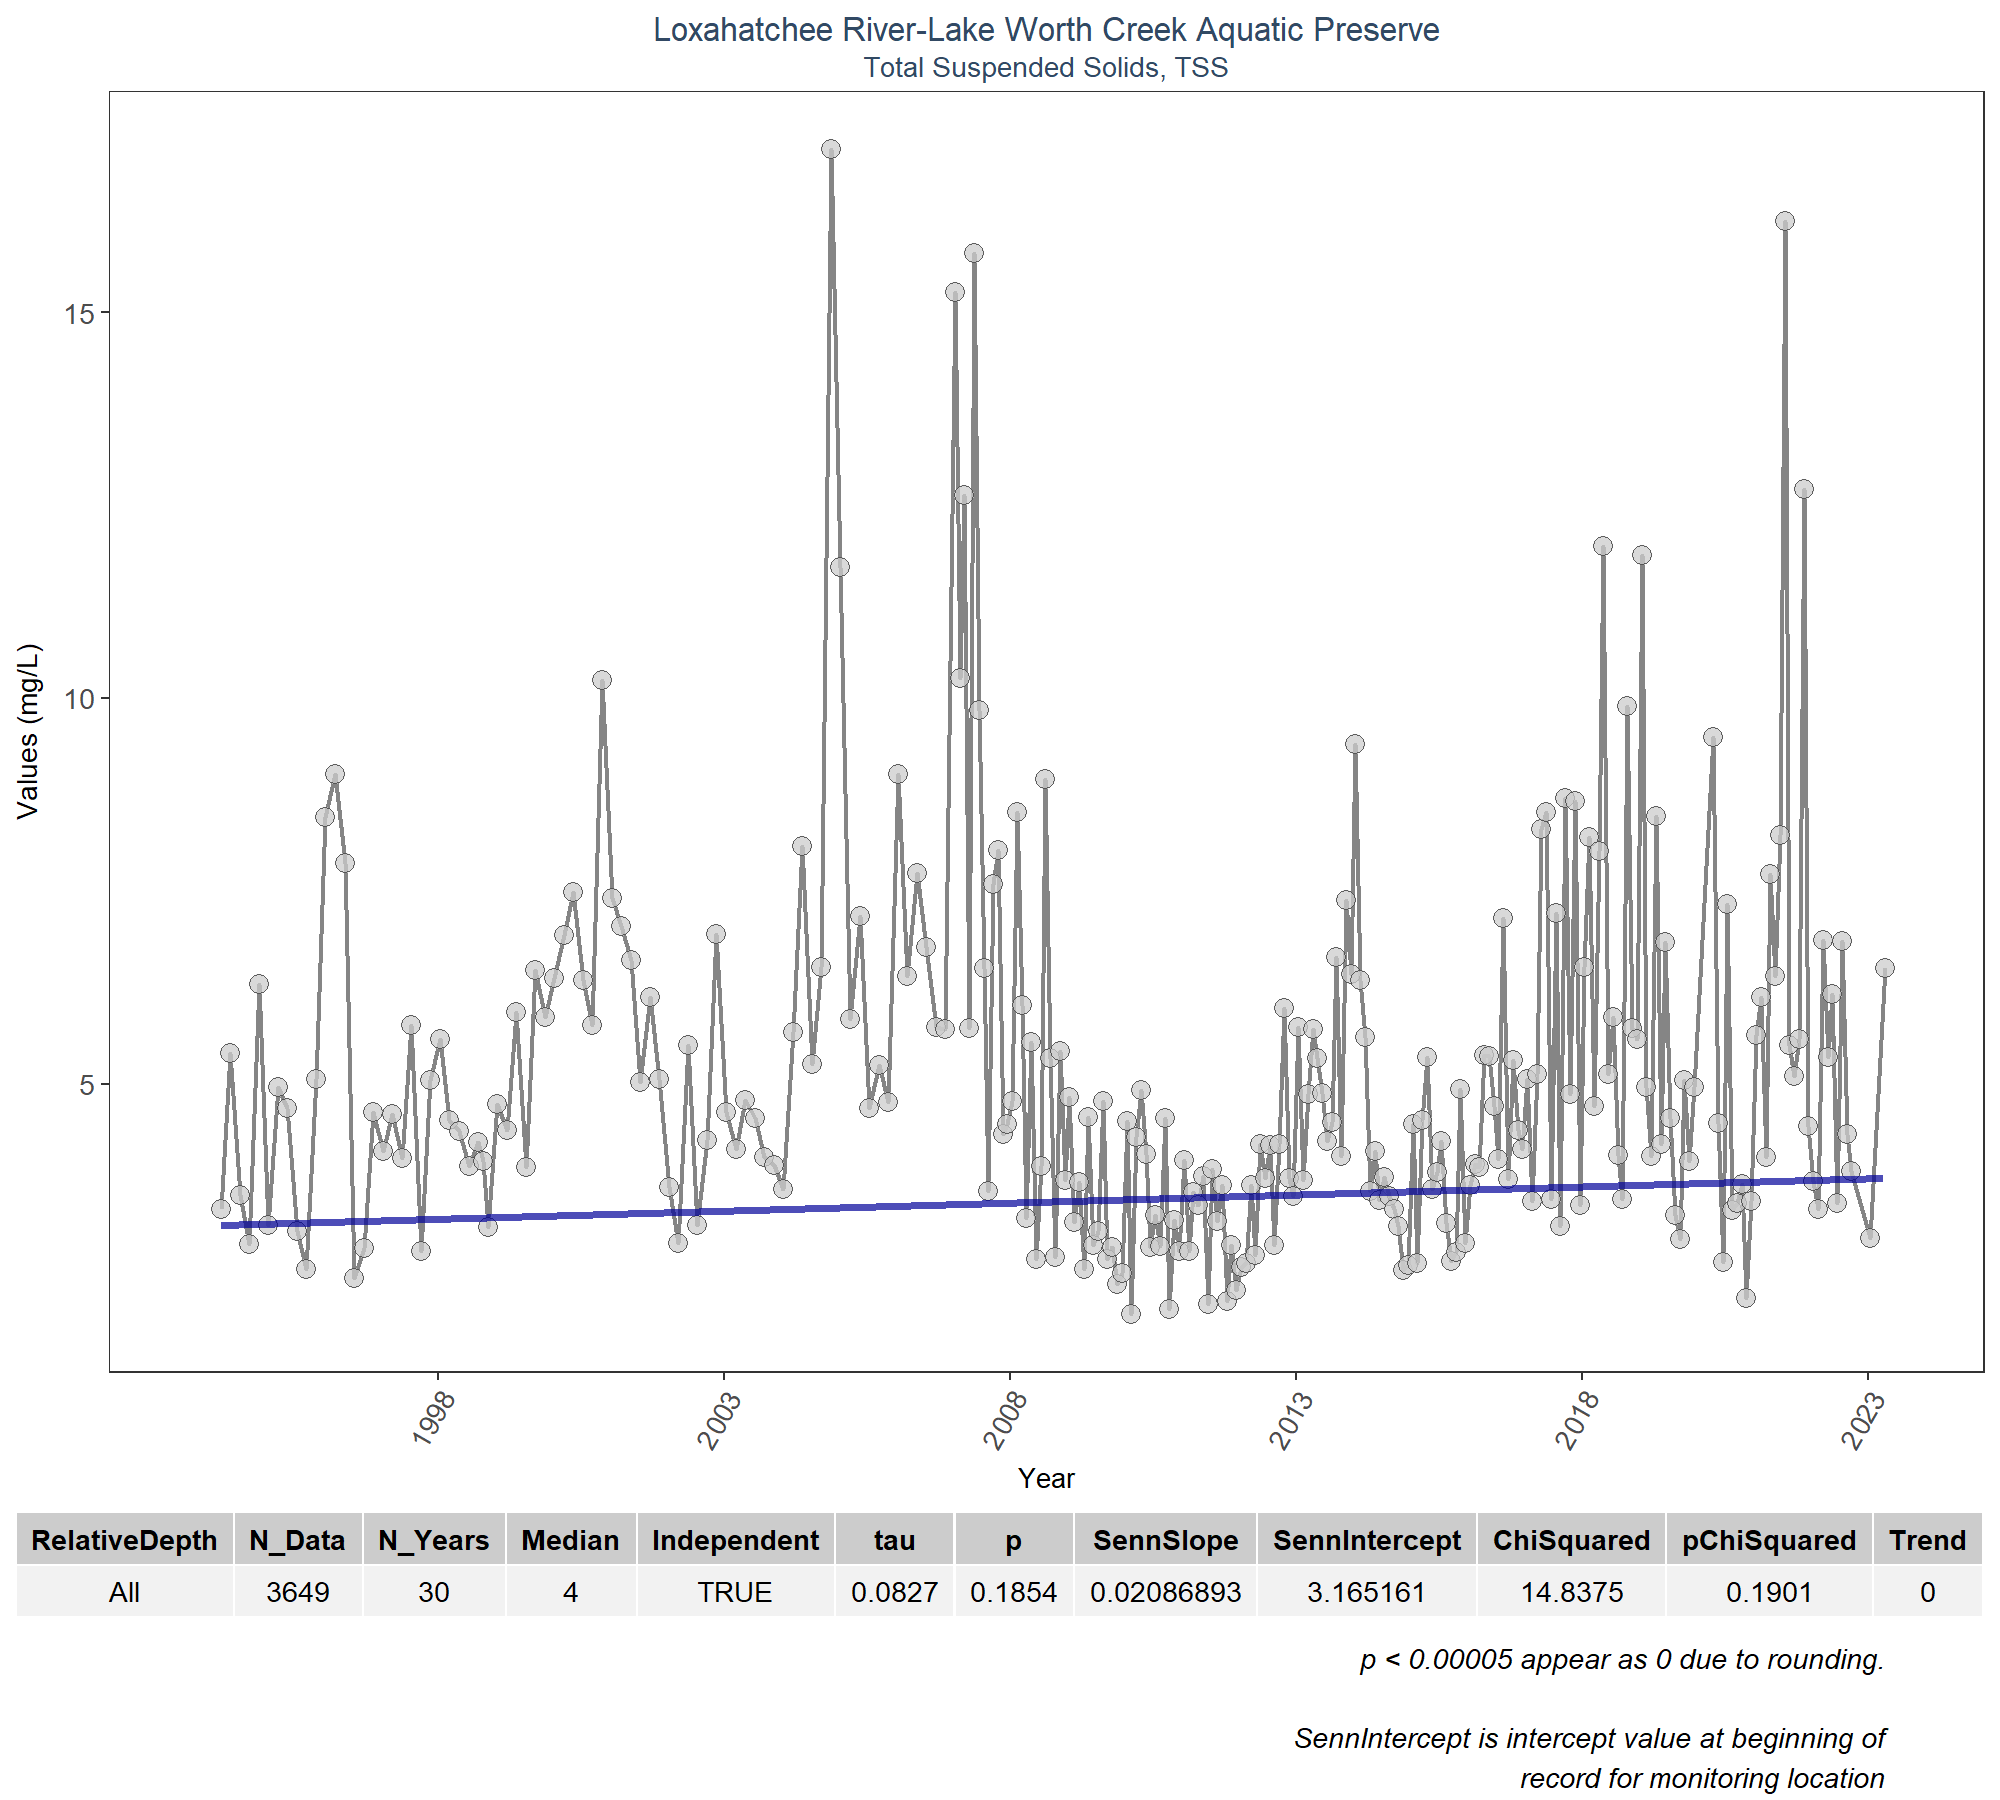 Loxahatchee River-Lake Worth Creek Aquatic Preserve
Total Suspended Solids, TSS
Values (mg/L)
15
10
5
1998
2003
2008
2013
2018
2023
Year
RelativeDepth N_Data N_Years Median Independent tau p SennSlope SennIntercept ChiSquared pChiSquared Trend
All 3649 30 4 TRUE 0.0827 0.1854 0.02086893 3.165161 14.8375 0.1901 0
p < 0.00005 appear as 0 due to rounding.
SennIntercept is intercept value at beginning of
record for monitoring location